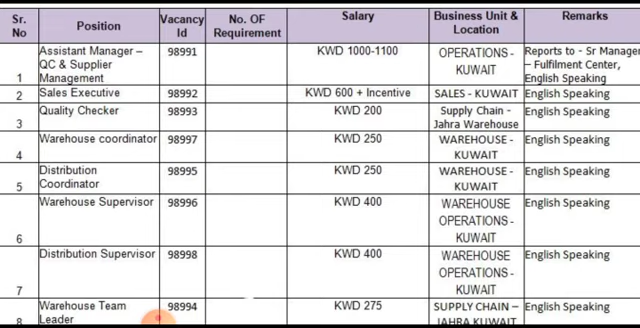 Sr. No Position Vacancy Id No. OF Requirement Salary Business Unit & Location Remarks
1 Assistant Manager – QC & Supplier Management 98991 KWD 1000-1100 OPERATIONS - KUWAIT Reports to - Sr Manager – Fulfilment Center, English Speaking
2 Sales Executive 98992 KWD 600 + Incentive SALES - KUWAIT English Speaking
3 Quality Checker 98993 KWD 200 Supply Chain - Jahra Warehouse English Speaking
4 Warehouse coordinator 98997 KWD 250 WAREHOUSE - KUWAIT English Speaking
5 Distribution Coordinator 98995 KWD 250 WAREHOUSE - KUWAIT English Speaking
6 Warehouse Supervisor 98996 KWD 400 WAREHOUSE OPERATIONS - KUWAIT English Speaking
7 Distribution Supervisor 98998 KWD 400 WAREHOUSE OPERATIONS - KUWAIT English Speaking
8 Warehouse Team Leader 98994 KWD 275 SUPPLY CHAIN – JAHRA KUWAIT English Speaking